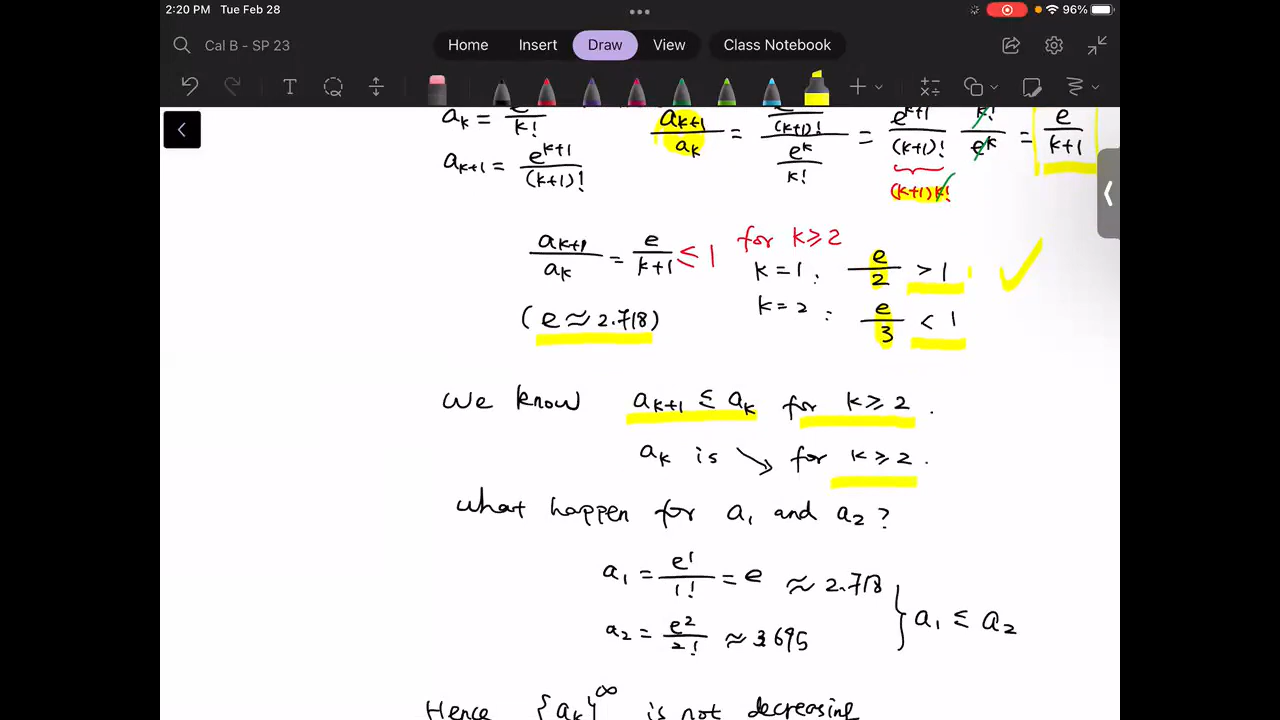 2:20 PM Tue Feb 28
96%
Cal B - SP 23
Home Insert Draw View Class Notebook
a_k = e^k/k! a_{k+1}/a_k = (e^{k+1}/(k+1)!)/(e^k/k!) = e^{k+1}/(k+1)! k!/e^k = e/(k+1)
a_{k+1} = e^{k+1}/(k+1)!
(k+1)k!
a_{k+1}/a_k = e/(k+1) ≤ 1 for k ≥ 2
k = 1 : e/2 > 1
k = 2 : e/3 < 1
(e ≈ 2.718)
We know a_{k+1} ≤ a_k for k ≥ 2.
a_k is ↘ for k ≥ 2.
What happen for a_1 and a_2?
a_1 = e^1/1! = e ≈ 2.718
a_2 = e^2/2! ≈ 3.695 } a_1 ≤ a_2
Hence {a_k}^∞ is not decreasing